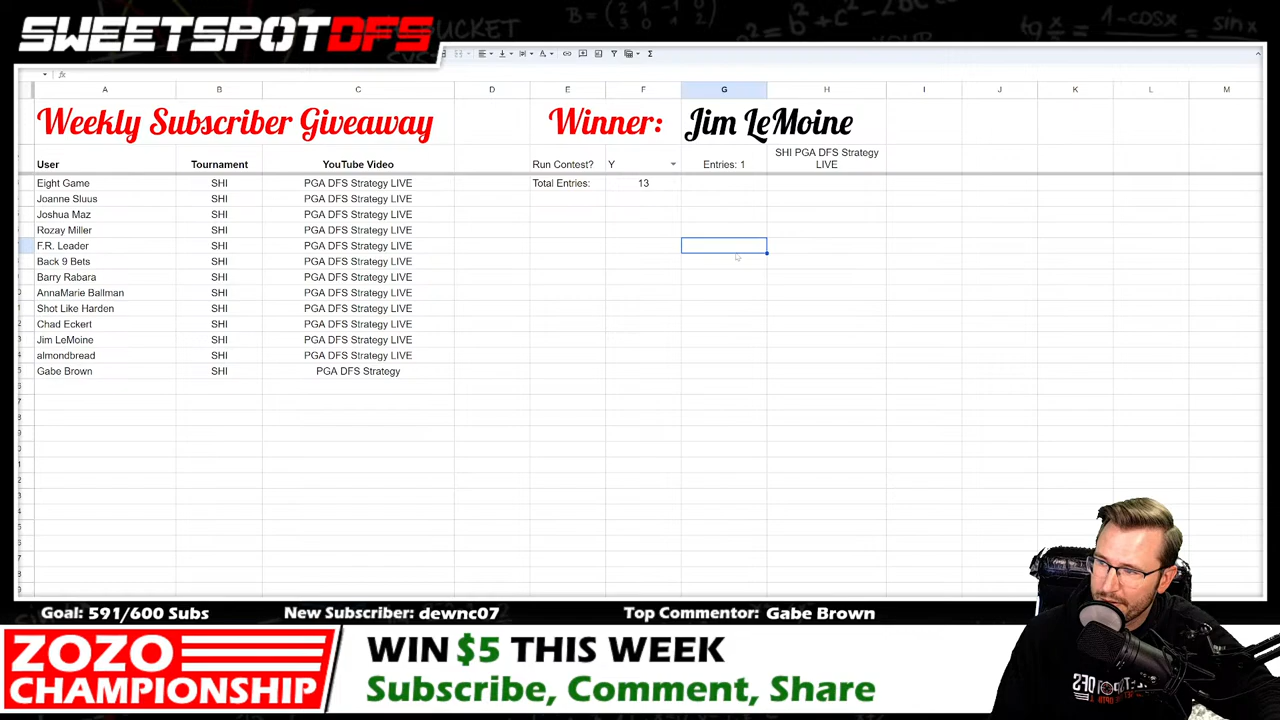 SWEETSPOTDFS
A B C D E F G H I J K L M
Weekly Subscriber Giveaway Winner: Jim LeMoine
User Tournament YouTube Video Run Contest? Y Entries: 1 SHI PGA DFS Strategy
LIVE
Eight Game SHI PGA DFS Strategy LIVE Total Entries: 13
Joanne Sluus SHI PGA DFS Strategy LIVE
Joshua Maz SHI PGA DFS Strategy LIVE
Rozay Miller SHI PGA DFS Strategy LIVE
F.R. Leader SHI PGA DFS Strategy LIVE
Back 9 Bets SHI PGA DFS Strategy LIVE
Barry Rabara SHI PGA DFS Strategy LIVE
AnnaMarie Ballman SHI PGA DFS Strategy LIVE
Shot Like Harden SHI PGA DFS Strategy LIVE
Chad Eckert SHI PGA DFS Strategy LIVE
Jim LeMoine SHI PGA DFS Strategy LIVE
almondbread SHI PGA DFS Strategy LIVE
Gabe Brown SHI PGA DFS Strategy
Goal: 591/600 Subs New Subscriber: dewnc07 Top Commentor: Gabe Brown
ZOZO
CHAMPIONSHIP
WIN $5 THIS WEEK
Subscribe, Comment, Share